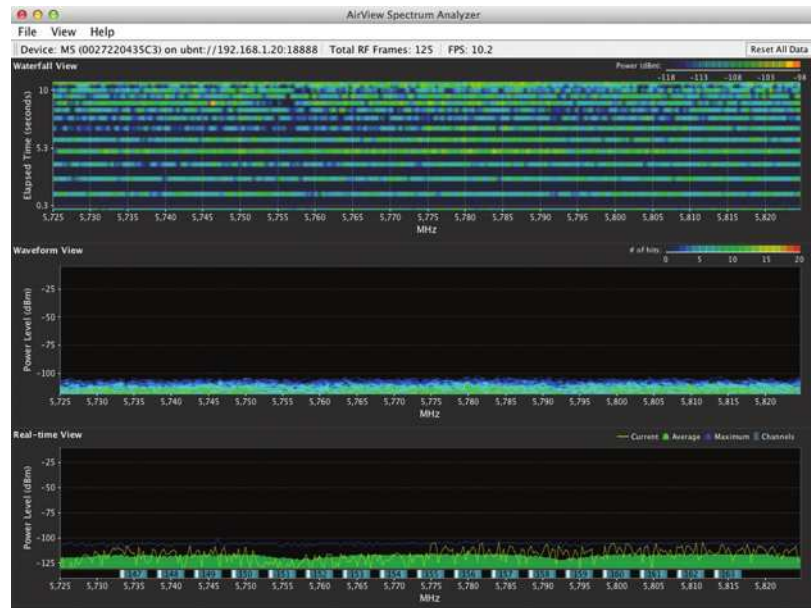 AirView Spectrum Analyzer
File View Help
Device: M5 (0027220435C3) on ubnt://192.168.1.20:18888 Total RF Frames: 125 FPS: 10.2 Reset All Data
Waterfall View Power (dBm):
-118 -113 -108 -103 -98
Elapsed Time (seconds)
10
5.3
0.3
5,725 5,730 5,735 5,740 5,745 5,750 5,755 5,760 5,765 5,770 5,775 5,780 5,785 5,790 5,795 5,800 5,805 5,810 5,815 5,820
MHz
Waveform View # of hits:
0 5 10 15 20
Power Level (dBm)
-25
-50
-75
-100
5,725 5,730 5,735 5,740 5,745 5,750 5,755 5,760 5,765 5,770 5,775 5,780 5,785 5,790 5,795 5,800 5,805 5,810 5,815 5,820
MHz
Real-time View Current Average Maximum Channels
Power Level (dBm)
-25
-50
-75
-100
-125
5,725 5,730 5,735 5,740 5,745 5,750 5,755 5,760 5,765 5,770 5,775 5,780 5,785 5,790 5,795 5,800 5,805 5,810 5,815 5,820
MHz